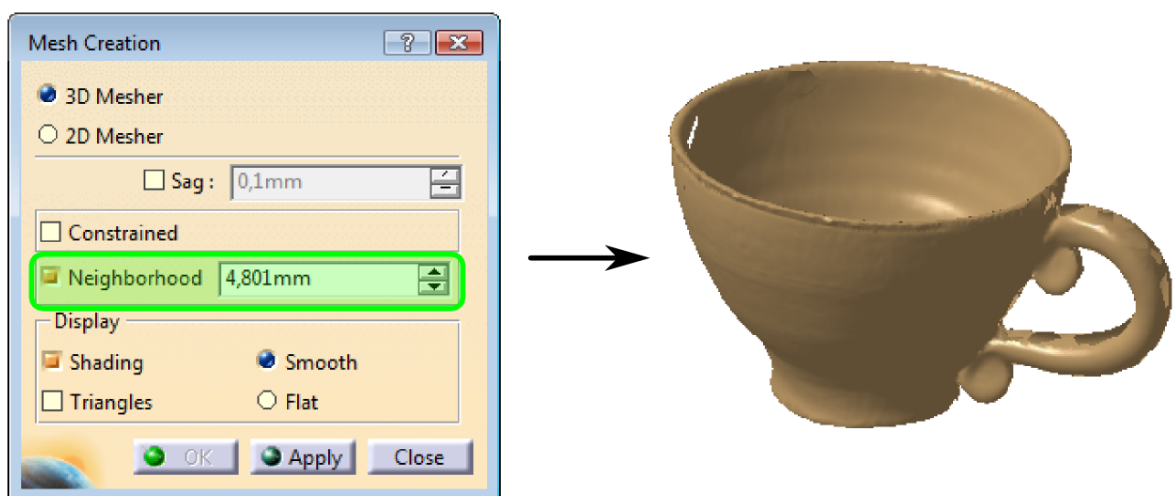 Mesh Creation
3D Mesher
2D Mesher
Sag : 0,1mm
Constrained
Neighborhood 4,801mm
Display
Shading Smooth
Triangles Flat
OK Apply Close